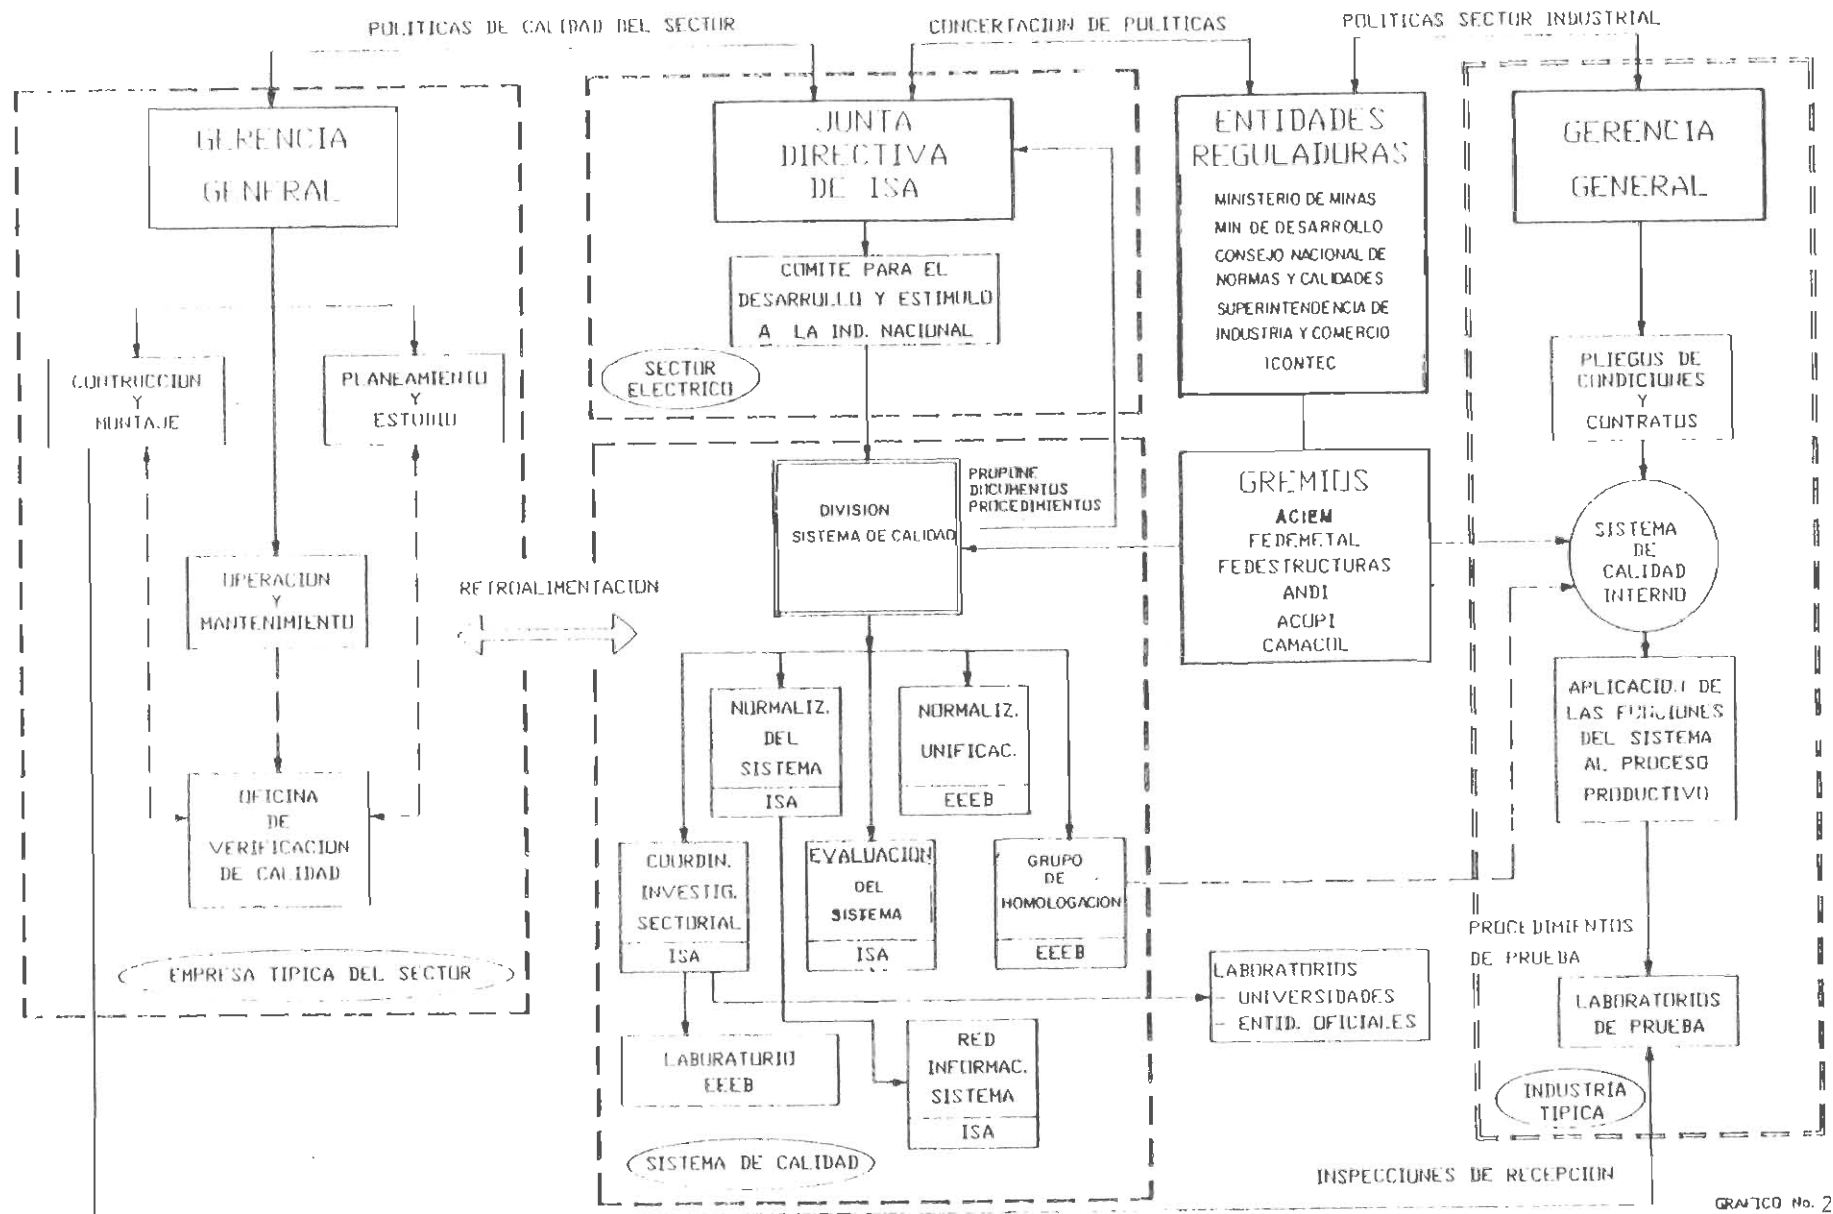 POLITICAS DE CALIDAD DEL SECTOR
CONCERTACION DE POLITICAS
POLITICAS SECTOR INDUSTRIAL
GERENCIA
GENERAL
CONTRUCCION
Y
MONTAJE
PLANEAMIENTO
Y
ESTUDIO
OPERACION
Y
MANTENIMIENTO
OFICINA
DE
VERIFICACION
DE CALIDAD
EMPRESA TIPICA DEL SECTOR
RETROALIMENTACION
JUNTA
DIRECTIVA
DE ISA
COMITE PARA EL
DESARROLLO Y ESTIMULO
A LA IND. NACIONAL
SECTOR
ELECTRICO
DIVISION
SISTEMA DE CALIDAD
PROPONE
DOCUMENTOS
PROCEDIMIENTOS
NORMALIZ.
DEL
SISTEMA
ISA
NORMALIZ.
UNIFICAC.
EEEB
COORDIN.
INVESTIG.
SECTORIAL
ISA
EVALUACION
DEL
SISTEMA
ISA
GRUPO
DE
HOMOLOGACION
EEEB
LABORATORIO
EEEB
RED
INFORMAC.
SISTEMA
ISA
SISTEMA DE CALIDAD
ENTIDADES
REGULADORAS
MINISTERIO DE MINAS
MIN DE DESARROLLO
CONSEJO NACIONAL DE
NORMAS Y CALIDADES
SUPERINTENDENCIA DE
INDUSTRIA Y COMERCIO
ICONTEC
GREMIOS
ACIEM
FEDEMETAL
FEDESTRUCTURAS
ANDI
ACOPI
CAMACOL
LABORATORIOS
- UNIVERSIDADES
- ENTID. OFICIALES
GERENCIA
GENERAL
PLIEGOS DE
CONDICIONES
Y
CONTRATOS
SISTEMA
DE
CALIDAD
INTERNO
APLICACION DE
LAS FUNCIONES
DEL SISTEMA
AL PROCESO
PRODUCTIVO
PROCEDIMIENTOS
DE PRUEBA
LABORATORIOS
DE PRUEBA
INDUSTRIA
TIPICA
INSPECCIONES DE RECEPCION
GRAFICO No. 2